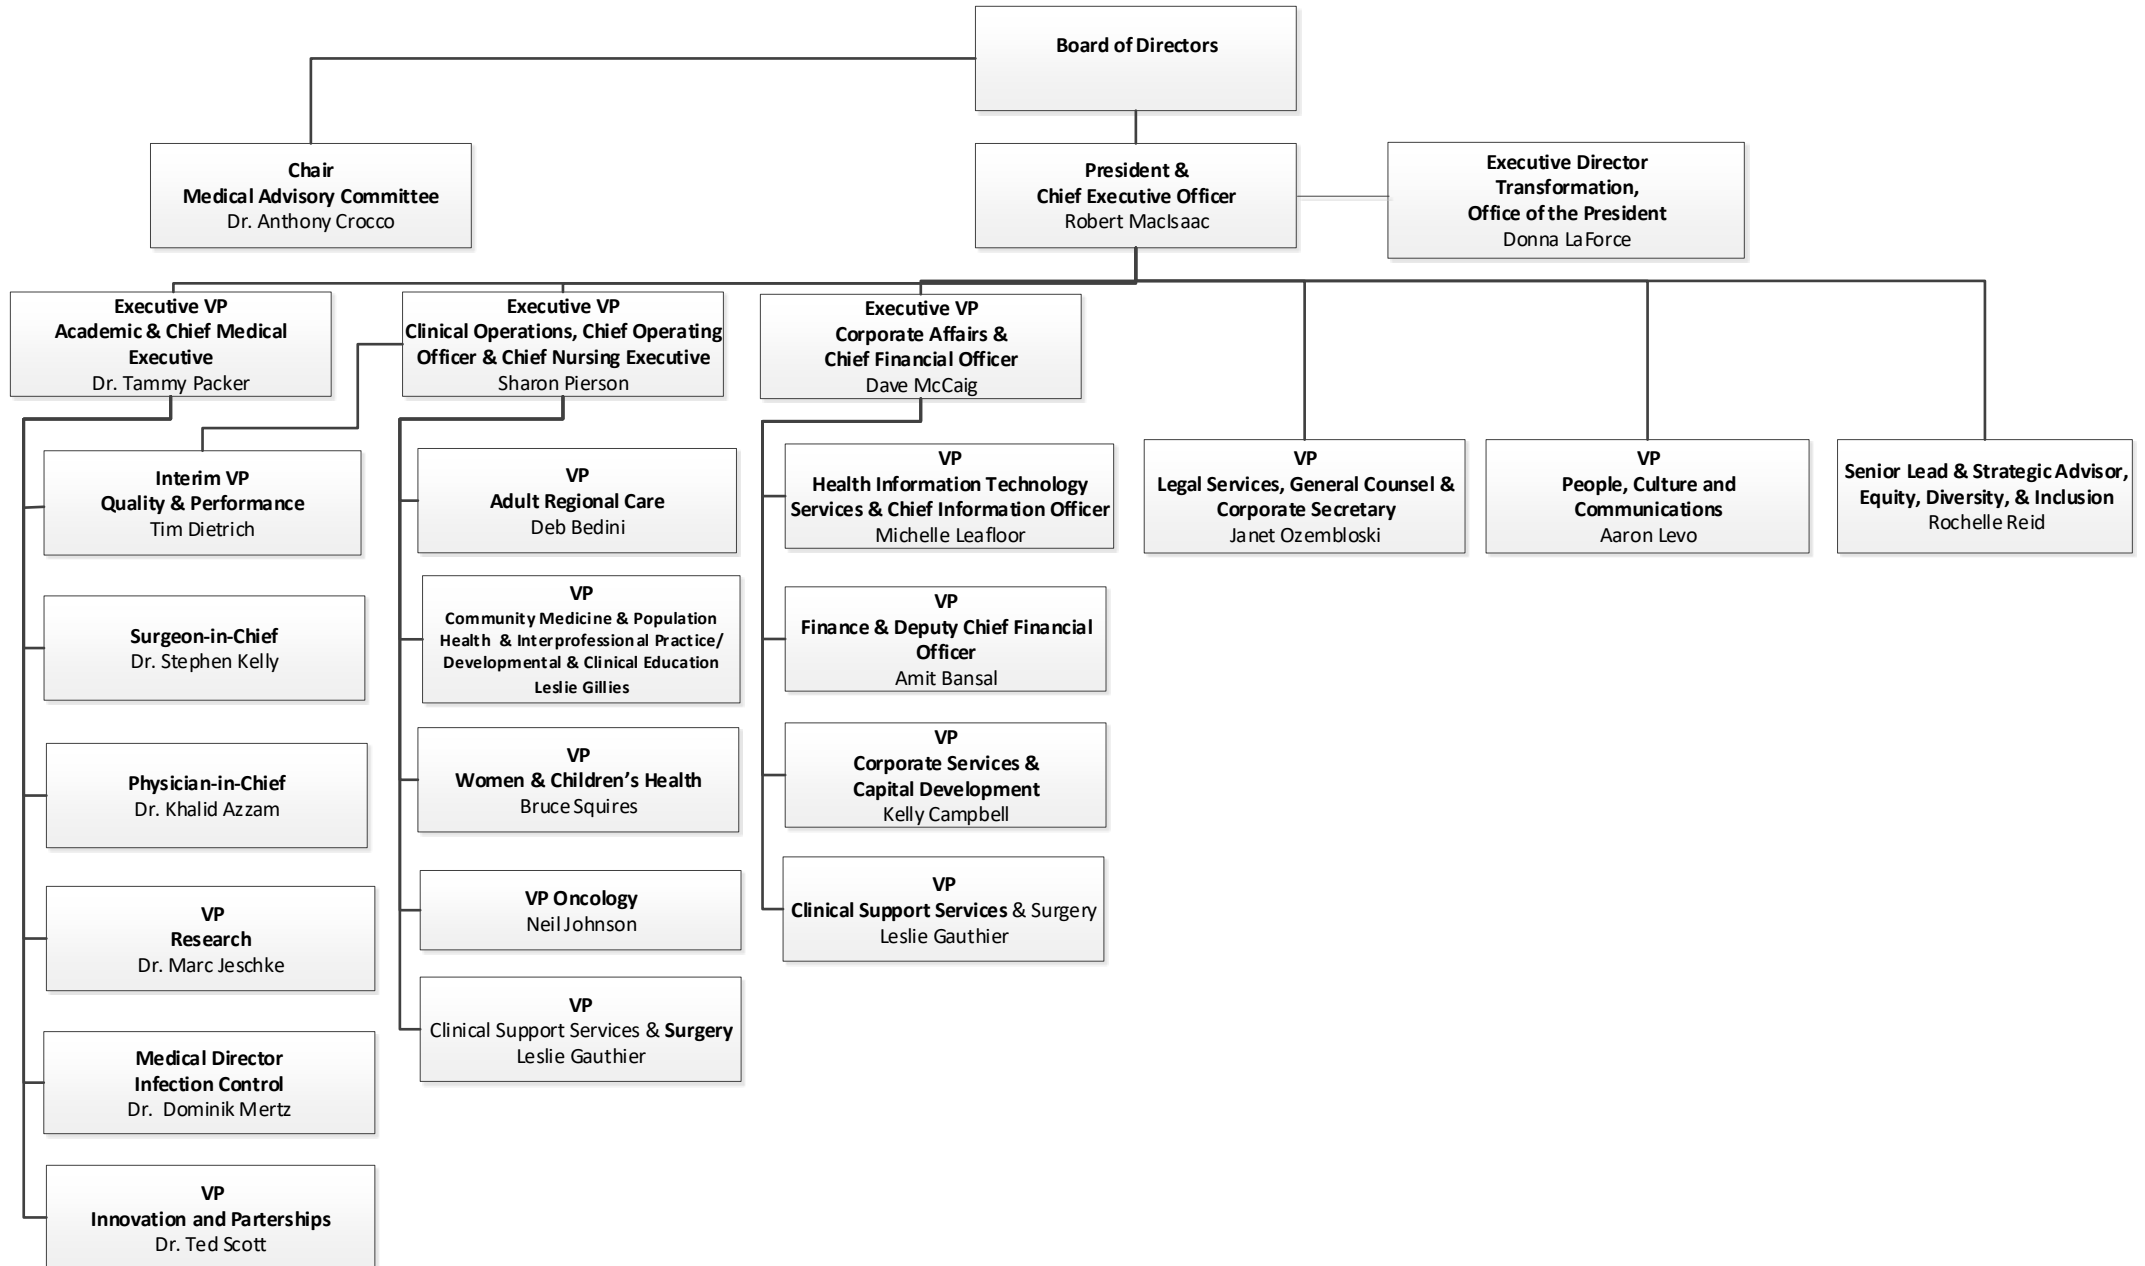 Board of Directors
Chair
Medical Advisory Committee
Dr. Anthony Crocco
President &
Chief Executive Officer
Robert MacIsaac
Executive Director
Transformation,
Office of the President
Donna LaForce
Executive VP
Academic & Chief Medical
Executive
Dr. Tammy Packer
Executive VP
Clinical Operations, Chief Operating
Officer & Chief Nursing Executive
Sharon Pierson
Executive VP
Corporate Affairs &
Chief Financial Officer
Dave McCaig
Interim VP
Quality & Performance
Tim Dietrich
Surgeon-in-Chief
Dr. Stephen Kelly
Physician-in-Chief
Dr. Khalid Azzam
VP
Research
Dr. Marc Jeschke
Medical Director
Infection Control
Dr. Dominik Mertz
VP
Innovation and Parterships
Dr. Ted Scott
VP
Adult Regional Care
Deb Bedini
VP
Community Medicine & Population
Health & Interprofessional Practice/
Developmental & Clinical Education
Leslie Gillies
VP
Women & Children's Health
Bruce Squires
VP Oncology
Neil Johnson
VP
Clinical Support Services & Surgery
Leslie Gauthier
VP
Health Information Technology
Services & Chief Information Officer
Michelle Leafloor
VP
Finance & Deputy Chief Financial
Officer
Amit Bansal
VP
Corporate Services &
Capital Development
Kelly Campbell
VP
Clinical Support Services & Surgery
Leslie Gauthier
VP
Legal Services, General Counsel &
Corporate Secretary
Janet Ozembloski
VP
People, Culture and
Communications
Aaron Levo
Senior Lead & Strategic Advisor,
Equity, Diversity, & Inclusion
Rochelle Reid